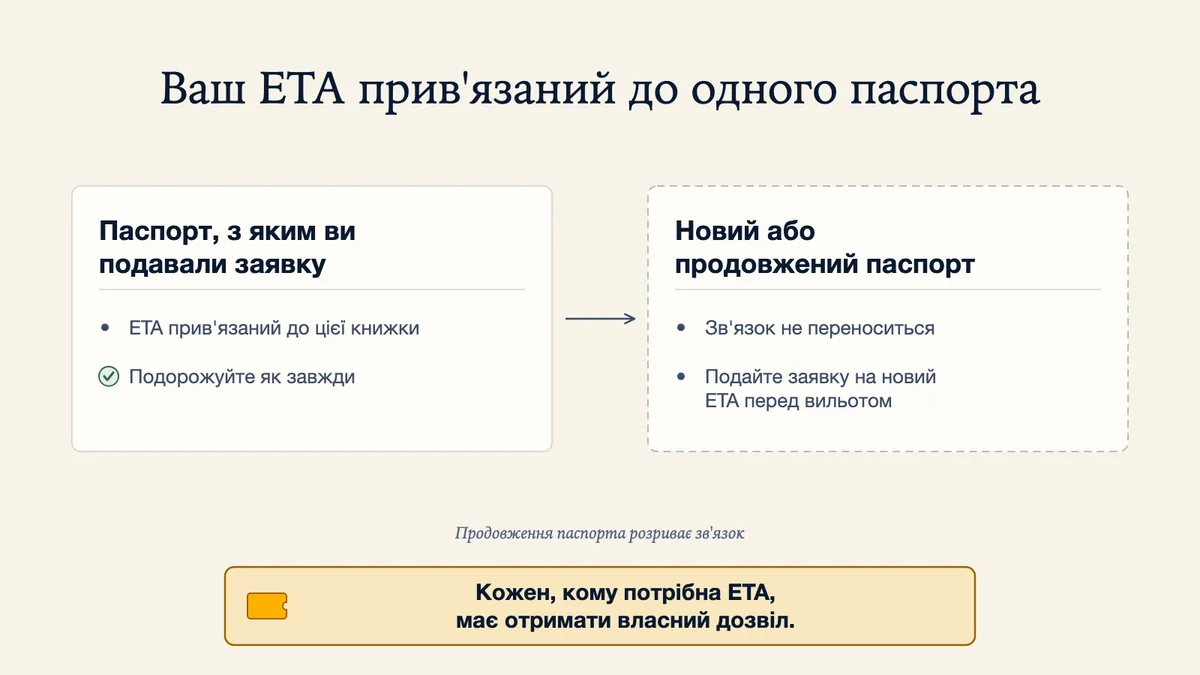 Ваш ETA прив'язаний до одного паспорта
Паспорт, з яким ви
подавали заявку
• ETA прив'язаний до цієї книжки
Подорожуйте як завжди
Новий або
продовжений паспорт
• Зв'язок не переноситься
• Подайте заявку на новий
ETA перед вильотом
Продовження паспорта розриває зв'язок
Кожен, кому потрібна ETA,
має отримати власний дозвіл.